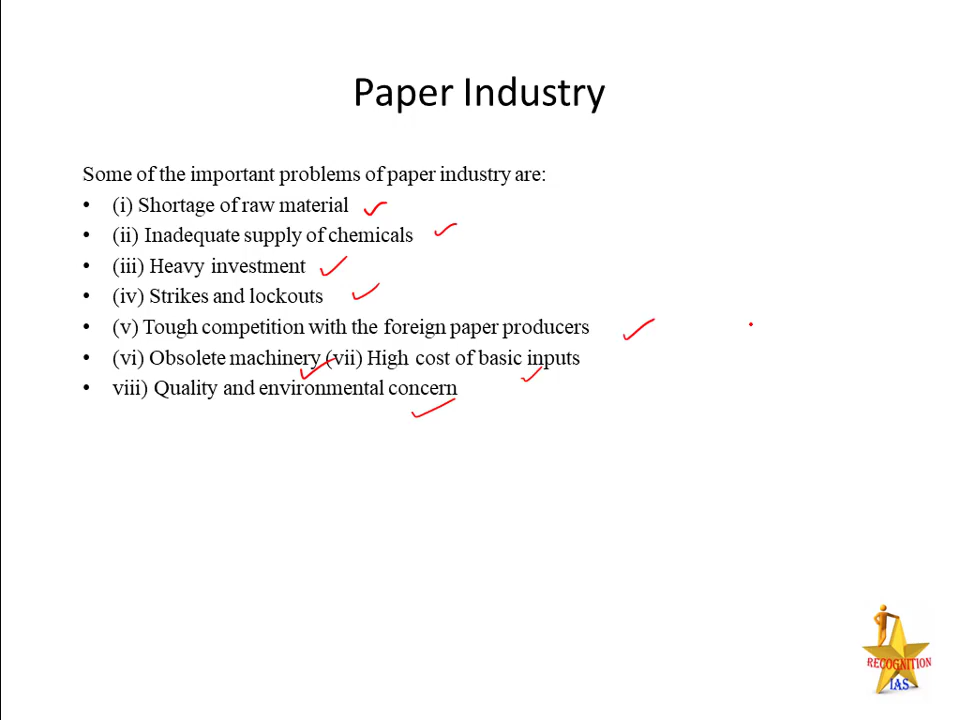 Paper Industry
Some of the important problems of paper industry are:
• (i) Shortage of raw material
• (ii) Inadequate supply of chemicals
• (iii) Heavy investment
• (iv) Strikes and lockouts
• (v) Tough competition with the foreign paper producers
• (vi) Obsolete machinery (vii) High cost of basic inputs
• viii) Quality and environmental concern
RECOGNITION
IAS